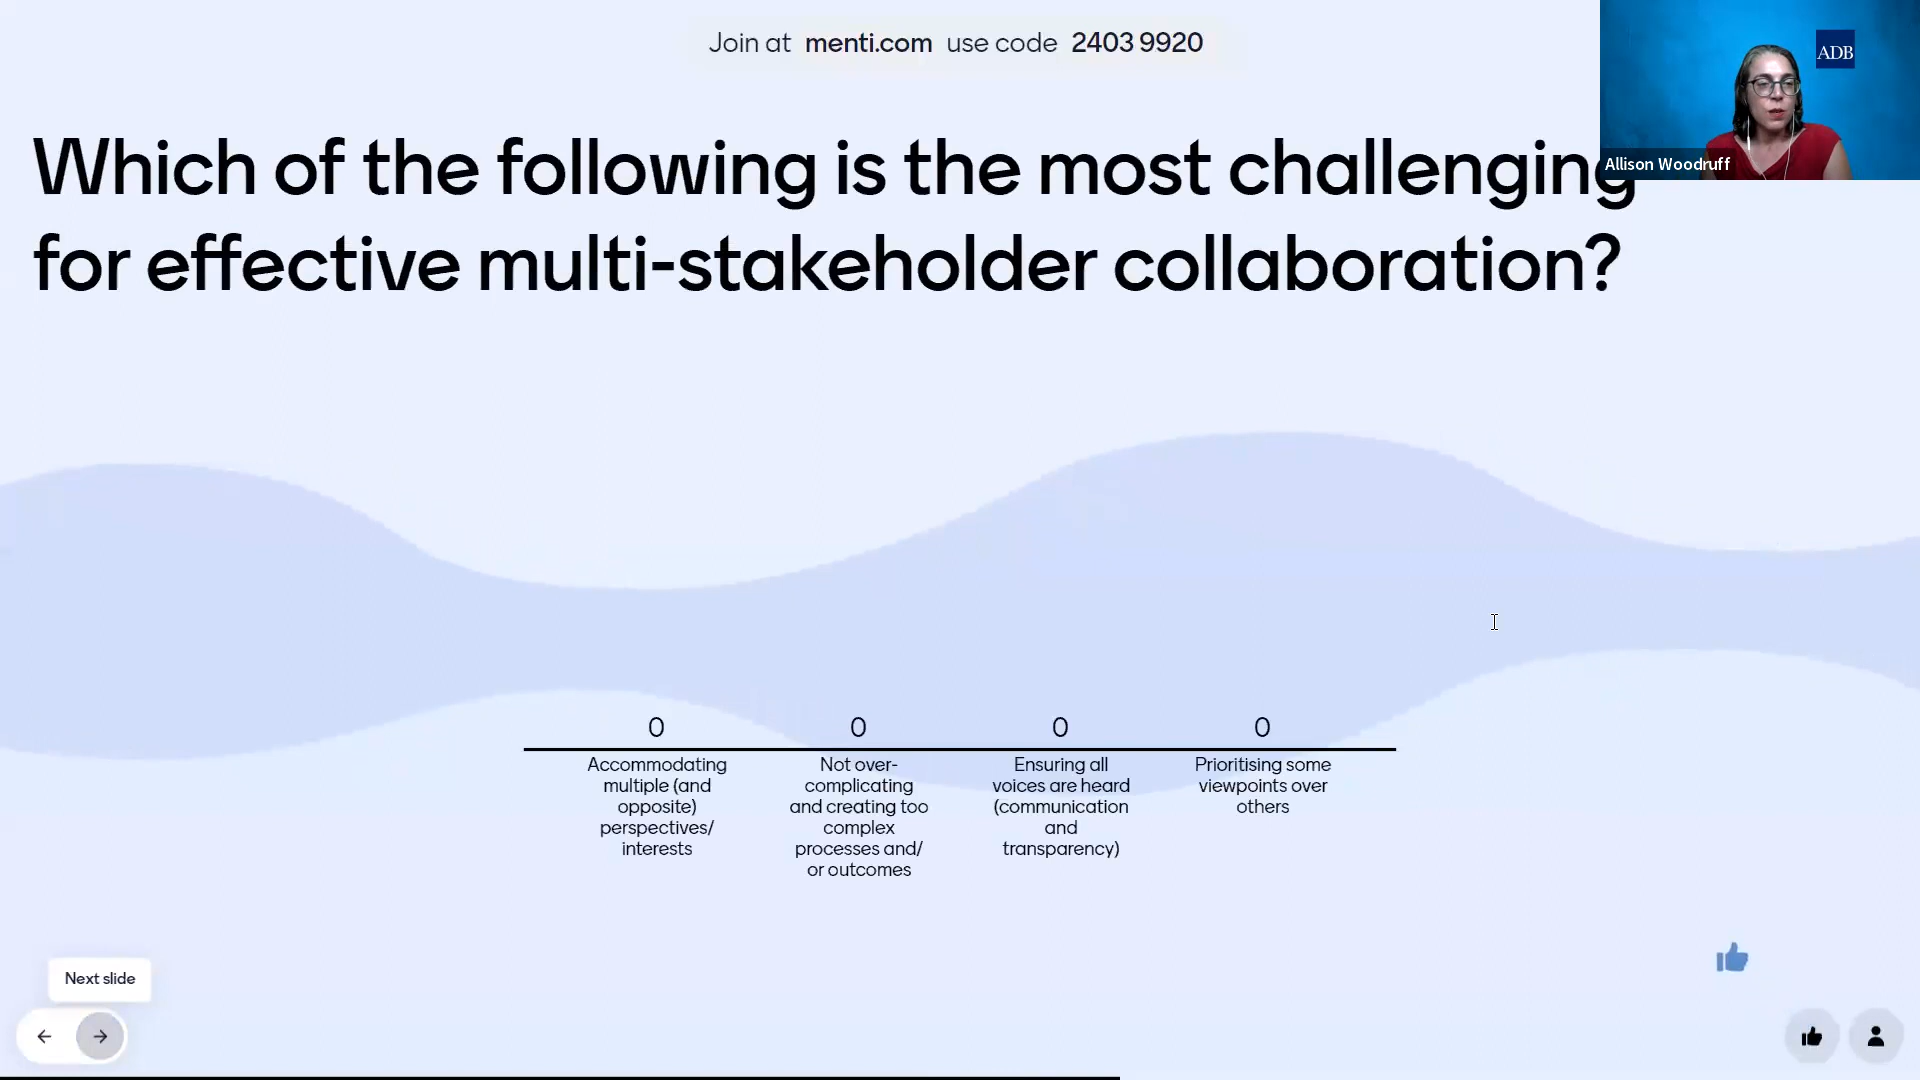 Join at menti.com use code 2403 9920
ADB
Allison Woodruff
Which of the following is the most challenging
for effective multi-stakeholder collaboration?
0 0 0 0
Accommodating
multiple (and
opposite)
perspectives/
interests
Not over-
complicating
and creating too
complex
processes and/
or outcomes
Ensuring all
voices are heard
(communication
and
transparency)
Prioritising some
viewpoints over
others
Next slide